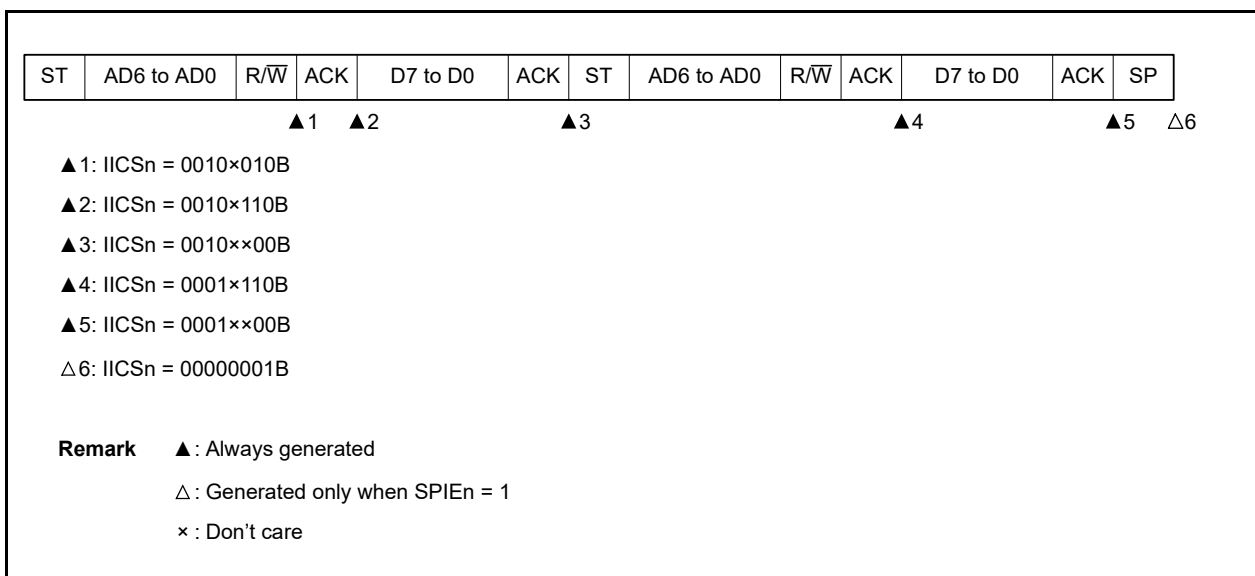 ST AD6 to AD0 R/W̅ ACK D7 to D0 ACK ST AD6 to AD0 R/W̅ ACK D7 to D0 ACK SP
▲1 ▲2 ▲3 ▲4 ▲5 △6
▲1: IICSn = 0010×010B
▲2: IICSn = 0010×110B
▲3: IICSn = 0010××00B
▲4: IICSn = 0001×110B
▲5: IICSn = 0001××00B
△6: IICSn = 00000001B
Remark ▲: Always generated
△: Generated only when SPIEn = 1
×: Don't care